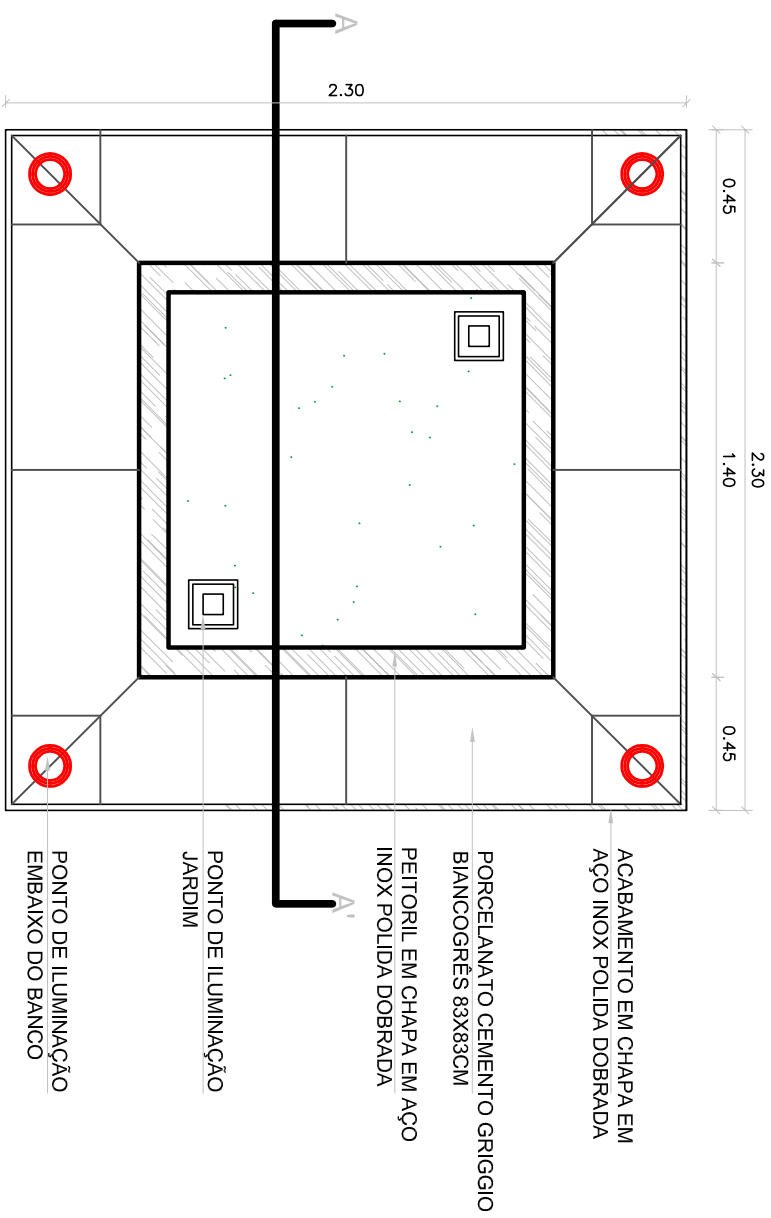 A
2.30
2.30
0.45
1.40
0.45
ACABAMENTO EM CHAPA EM
AÇO INOX POLIDA DOBRADA
PORCELANATO CEMENTO GRIGGIO
BIANCOGRÊS 83X83CM
PEITORIL EM CHAPA EM AÇO
INOX POLIDA DOBRADA
A'
PONTO DE ILUMINAÇÃO
JARDIM
PONTO DE ILUMINAÇÃO
EMBAIXO DO BANCO